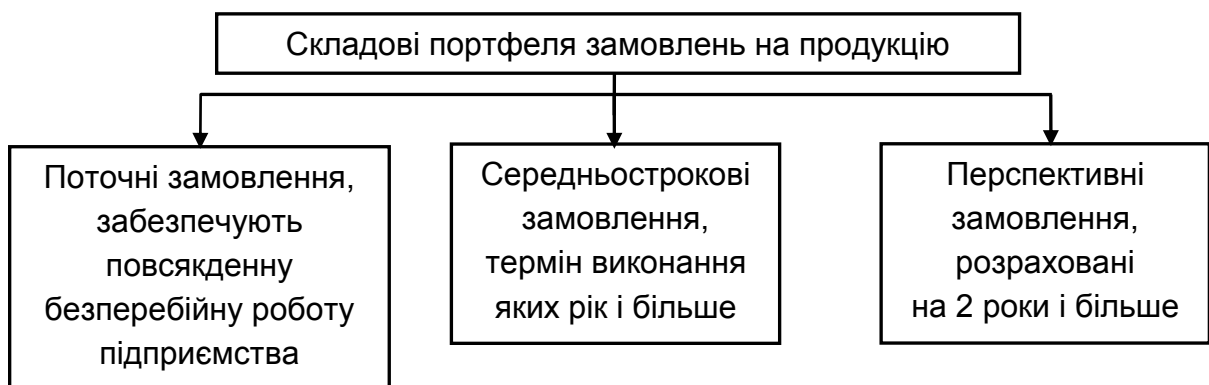 Складові портфеля замовлень на продукцію
Поточні замовлення,
забезпечують
повсякденну
безперебійну роботу
підприємства
Середньострокові
замовлення,
термін виконання
яких рік і більше
Перспективні
замовлення,
розраховані
на 2 роки і більше